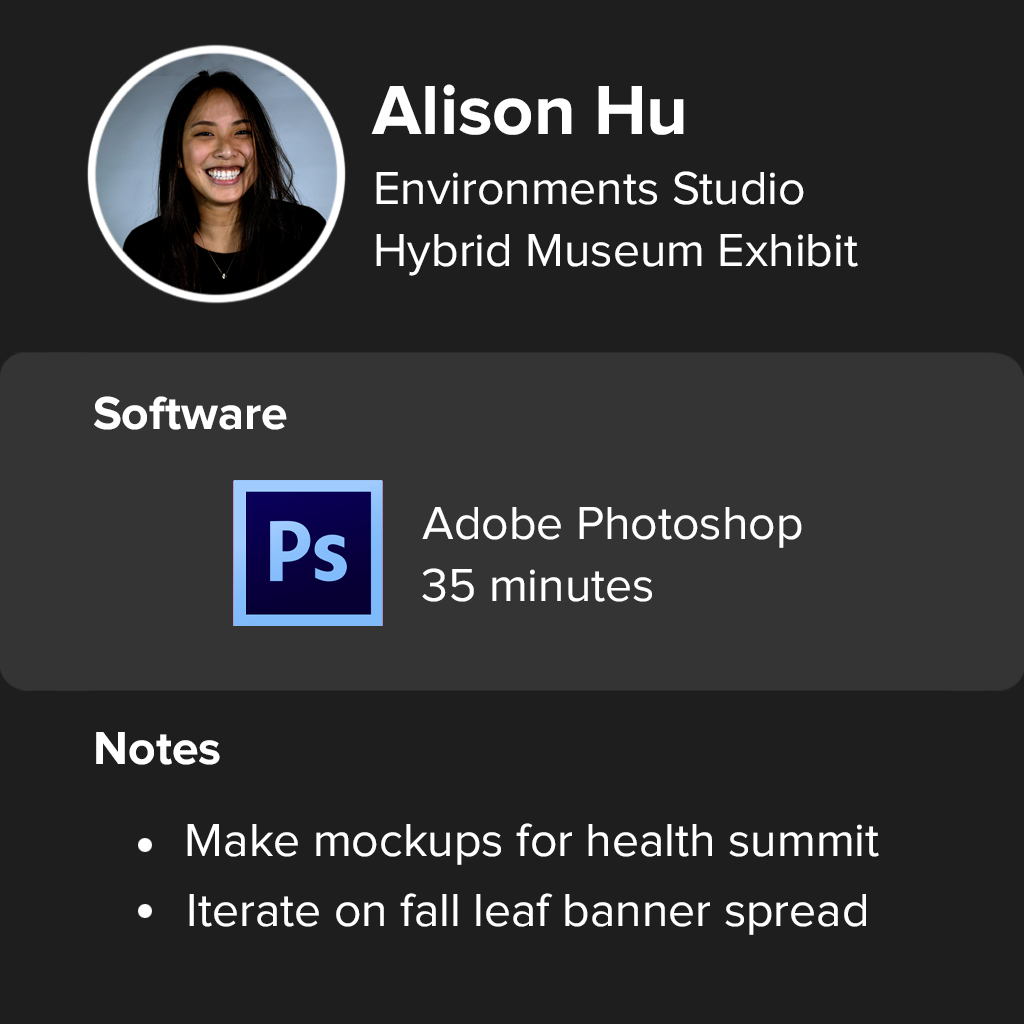 Alison Hu
Environments Studio
Hybrid Museum Exhibit
Software
Ps
Adobe Photoshop
35 minutes
Notes
• Make mockups for health summit
• Iterate on fall leaf banner spread